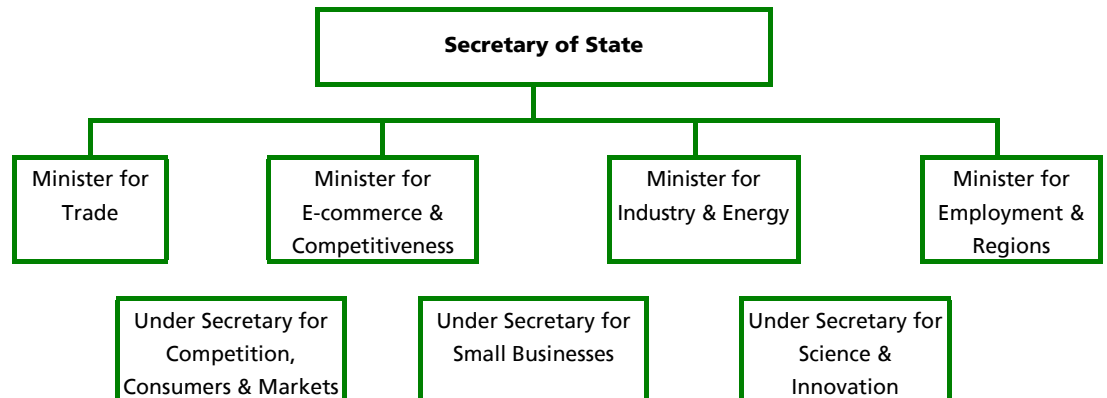 Secretary of State
Minister for
Trade
Minister for
E-commerce &
Competitiveness
Minister for
Industry & Energy
Minister for
Employment &
Regions
Under Secretary for
Competition,
Consumers & Markets
Under Secretary for
Small Businesses
Under Secretary for
Science &
Innovation